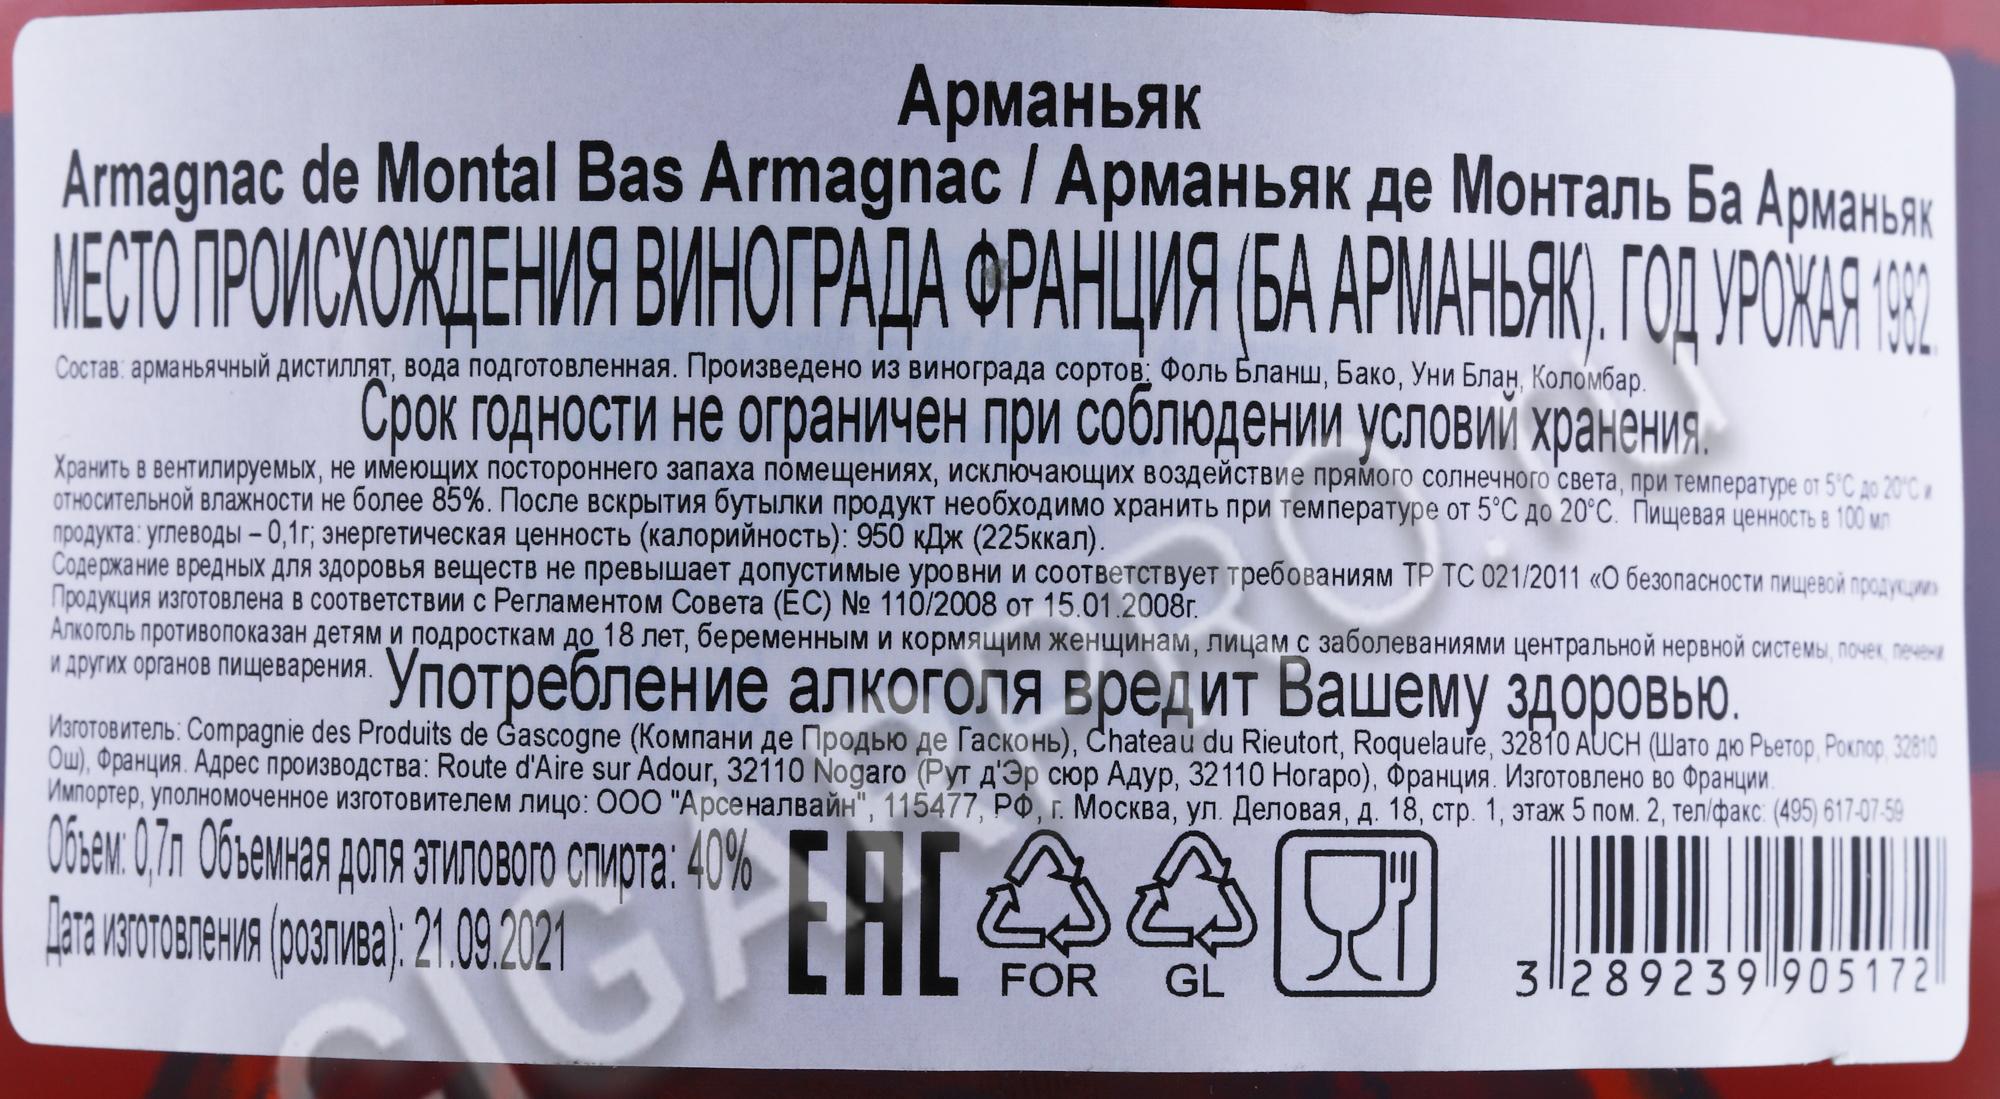 Арманьяк
Armagnac de Montal Bas Armagnac / Арманьяк де Монталь Ба Арманьяк
МЕСТО ПРОИСХОЖДЕНИЯ ВИНОГРАДА ФРАНЦИЯ (БА АРМАНЬЯК). ГОД УРОЖАЯ 1982.
Состав: арманьячный дистиллят, вода подготовленная. Произведено из винограда сортов: Фоль Бланш, Бако, Уни Блан, Коломбар.
Срок годности не ограничен при соблюдении условий хранения.
Хранить в вентилируемых, не имеющих постороннего запаха помещениях, исключающих воздействие прямого солнечного света, при температуре от 5°C до 20°C и
относительной влажности не более 85%. После вскрытия бутылки продукт необходимо хранить при температуре от 5°C до 20°C. Пищевая ценность в 100 мл
продукта: углеводы – 0,1г; энергетическая ценность (калорийность): 950 кДж (225ккал).
Содержание вредных для здоровья веществ не превышает допустимые уровни и соответствует требованиям ТР ТС 021/2011 «О безопасности пищевой продукции»
Продукция изготовлена в соответствии с Регламентом Совета (ЕС) № 110/2008 от 15.01.2008г.
Алкоголь противопоказан детям и подросткам до 18 лет, беременным и кормящим женщинам, лицам с заболеваниями центральной нервной системы, почек, печени
и других органов пищеварения. Употребление алкоголя вредит Вашему здоровью.
Изготовитель: Compagnie des Produits de Gascogne (Компани де Продью де Гасконь), Chateau du Rieutort, Roquelaure, 32810 AUCH (Шато дю Рьетор, Роклор, 32810
Ош), Франция. Адрес производства: Route d'Aire sur Adour, 32110 Nogaro (Рут д'Эр сюр Адур, 32110 Ногаро), Франция. Изготовлено во Франции.
Импортер, уполномоченное изготовителем лицо: ООО "Арсеналвайн", 115477, РФ, г. Москва, ул. Деловая, д. 18, стр. 1, этаж 5 пом. 2, тел/факс: (495) 617-07-59
Объем: 0,7л Объемная доля этилового спирта: 40%
Дата изготовления (розлива): 21.09.2021
EAC
FOR
GL
3 289239 905172
CIGARPRO.ru